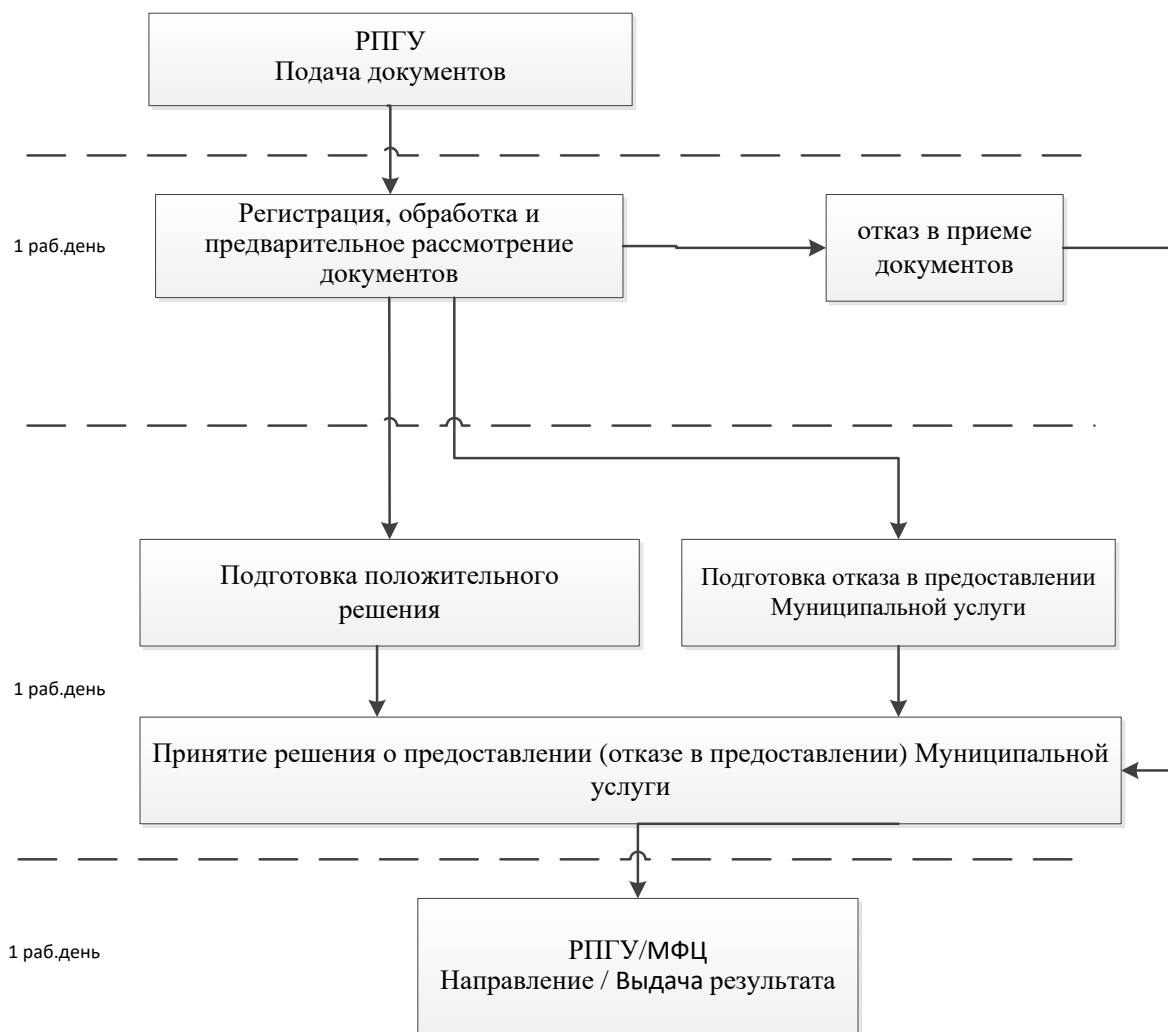 РПГУ
Подача документов
1 раб.день
Регистрация, обработка и
предварительное рассмотрение
документов
отказ в приеме
документов
Подготовка положительного
решения
Подготовка отказа в предоставлении
Муниципальной услуги
1 раб.день
Принятие решения о предоставлении (отказе в предоставлении) Муниципальной
услуги
1 раб.день
РПГУ/МФЦ
Направление / Выдача результата